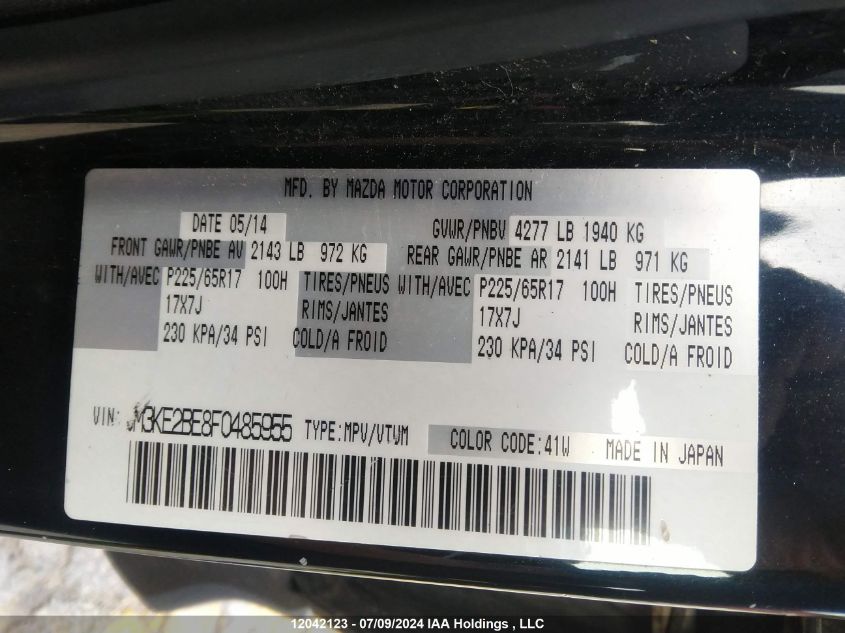 MFD. BY MAZDA MOTOR CORPORATION
DATE 05/14 GVWR/PNBV 4277 LB 1940 KG
FRONT GAWR/PNBE AV 2143 LB 972 KG REAR GAWR/PNBE AR 2141 LB 971 KG
WITH/AVEC P225/65R17 100H TIRES/PNEUS WITH/AVEC P225/65R17 100H TIRES/PNEUS
17X7J RIMS/JANTES 17X7J RIMS/JANTES
230 KPA/34 PSI COLD/A FROID 230 KPA/34 PSI COLD/A FROID
VIN: JM3KE2BE8F0485955 TYPE:MPV/VTUM COLOR CODE:41W MADE IN JAPAN
12042123 - 07/09/2024 IAA Holdings , LLC